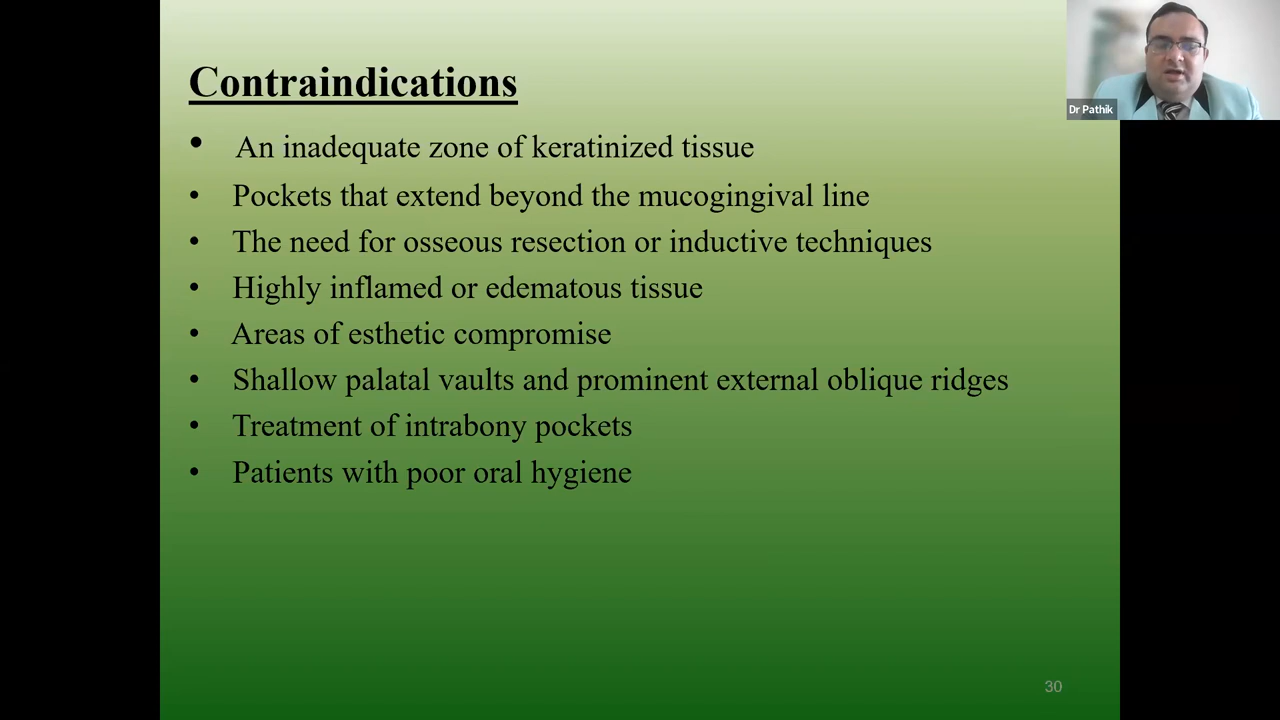 Contraindications
• An inadequate zone of keratinized tissue
• Pockets that extend beyond the mucogingival line
• The need for osseous resection or inductive techniques
• Highly inflamed or edematous tissue
• Areas of esthetic compromise
• Shallow palatal vaults and prominent external oblique ridges
• Treatment of intrabony pockets
• Patients with poor oral hygiene
30
Dr Pathik